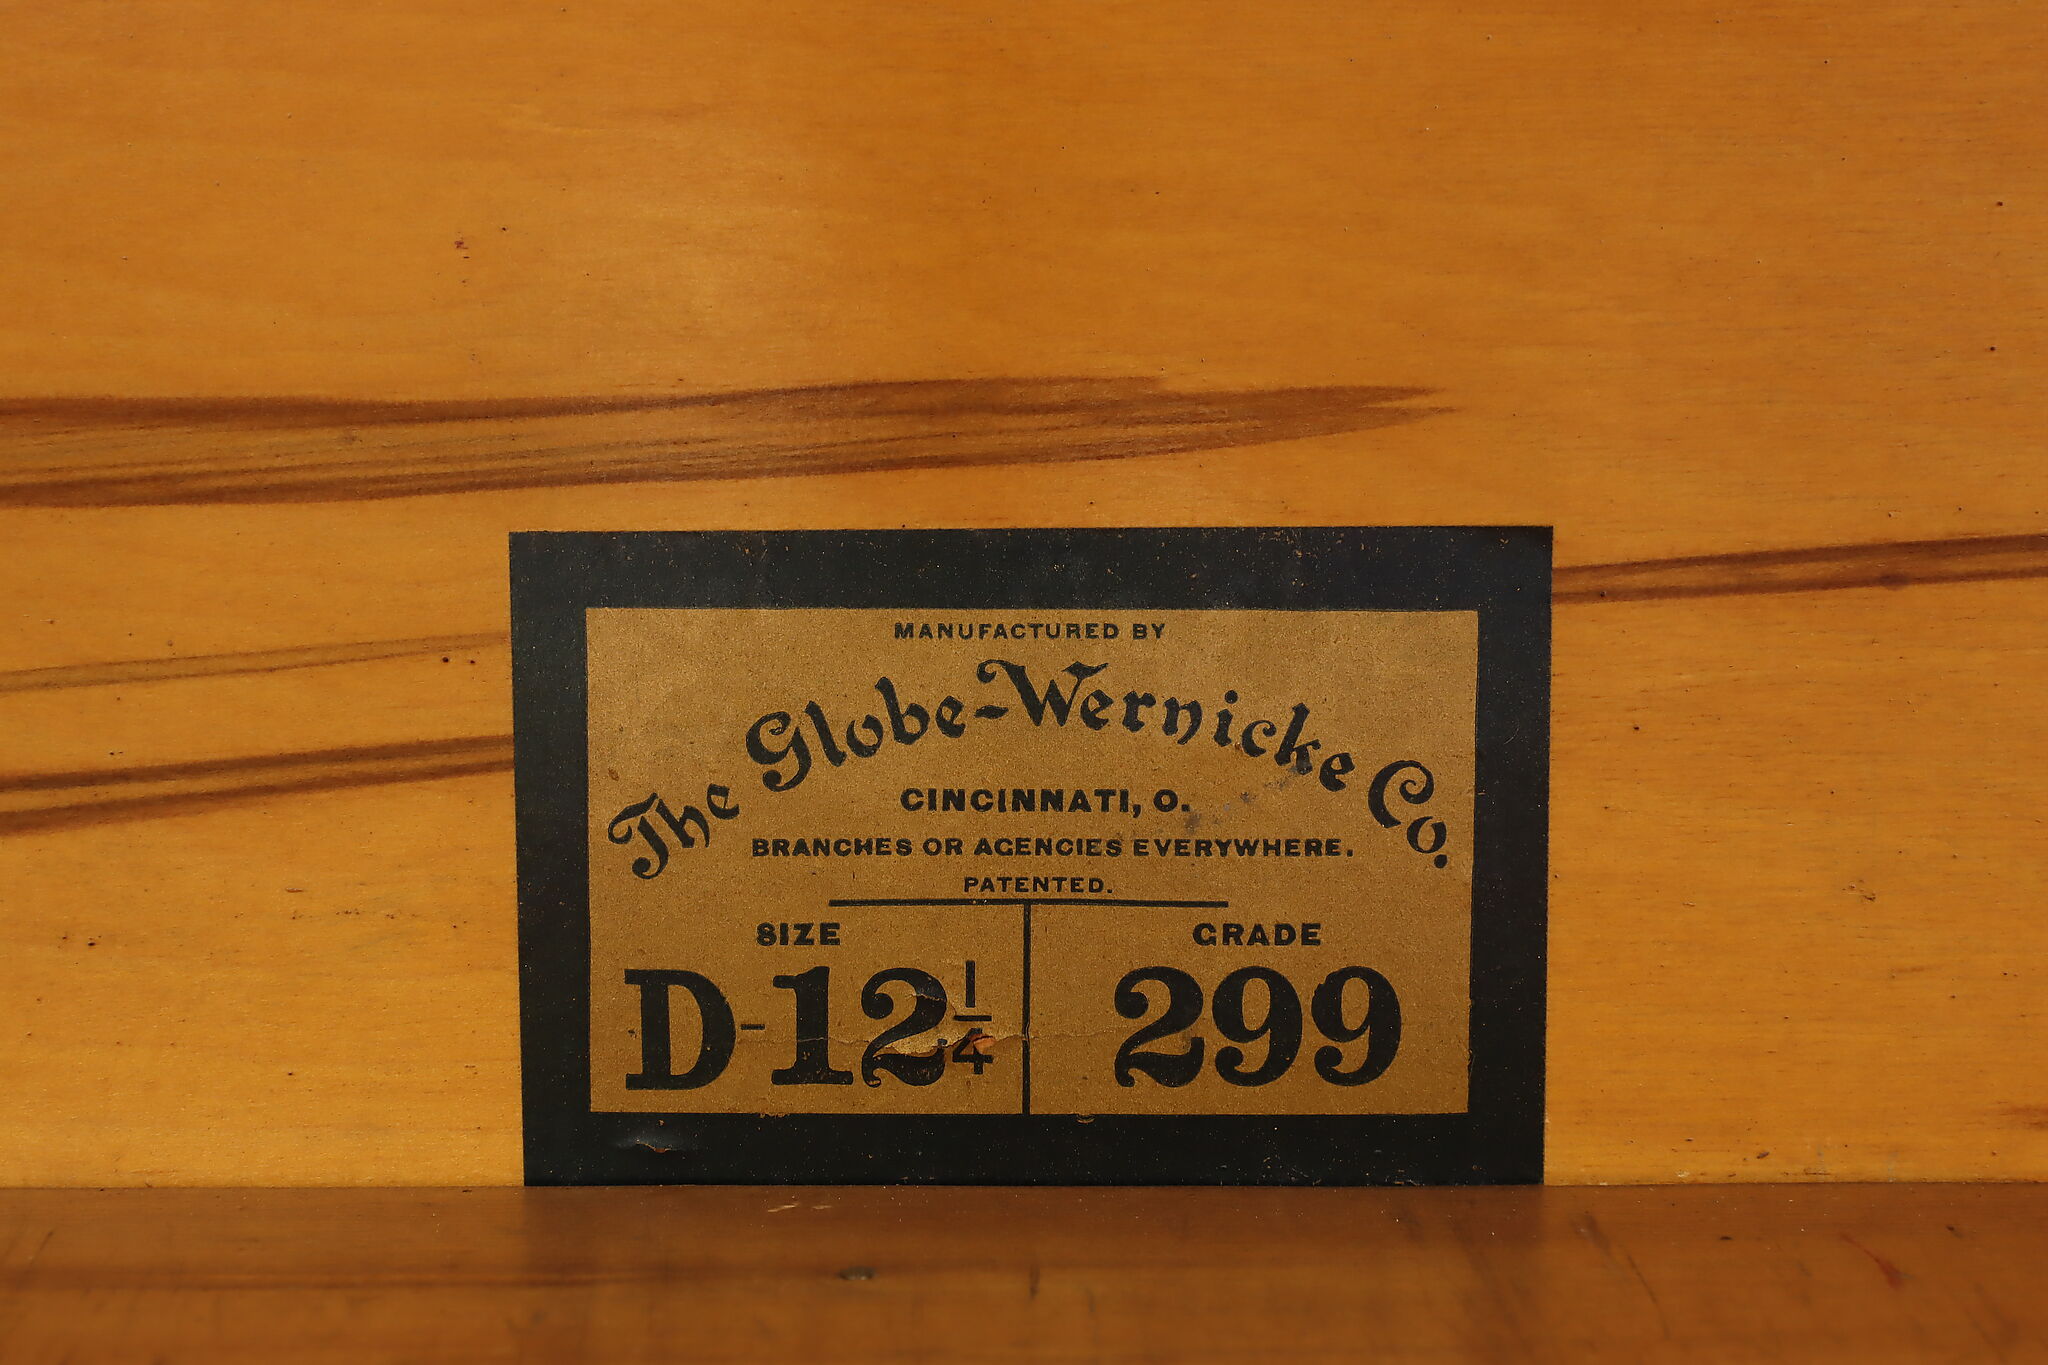 MANUFACTURED BY
The Globe-Wernicke Co.
CINCINNATI, O.
BRANCHES OR AGENCIES EVERYWHERE.
PATENTED.
SIZE GRADE
D-12 1/4 299